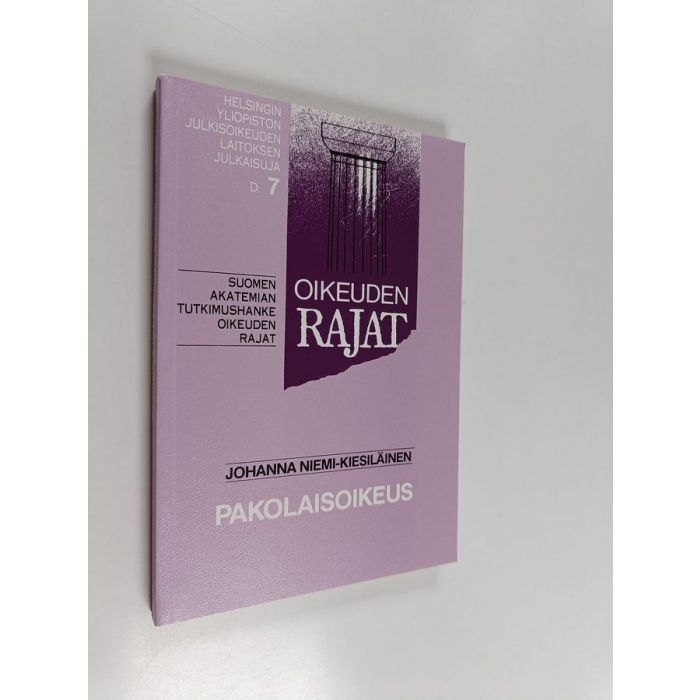 HELSINGIN
YLIOPISTON
JULKISOIKEUDEN
LAITOKSEN
JULKAISUJA
D: 7
SUOMEN
AKATEMIAN
TUTKIMUSHANKE
OIKEUDEN
RAJAT
OIKEUDEN
RAJAT
JOHANNA NIEMI-KIESILÄINEN
PAKOLAISOIKEUS